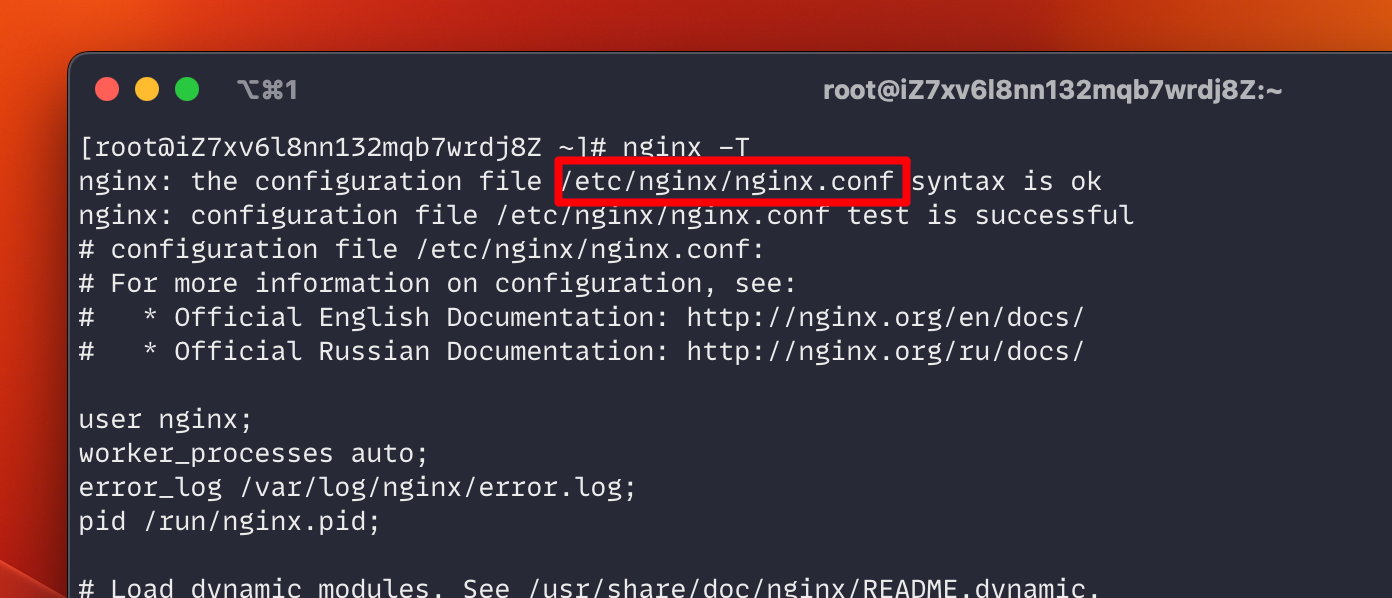 ⌥⌘1
root@iZ7xv6l8nn132mqb7wrdj8Z:~
[root@iZ7xv6l8nn132mqb7wrdj8Z ~]# nginx -T
nginx: the configuration file /etc/nginx/nginx.conf syntax is ok
nginx: configuration file /etc/nginx/nginx.conf test is successful
# configuration file /etc/nginx/nginx.conf:
# For more information on configuration, see:
#   * Official English Documentation: http://nginx.org/en/docs/
#   * Official Russian Documentation: http://nginx.org/ru/docs/
user nginx;
worker_processes auto;
error_log /var/log/nginx/error.log;
pid /run/nginx.pid;
# Load dynamic modules. See /usr/share/doc/nginx/README.dynamic.